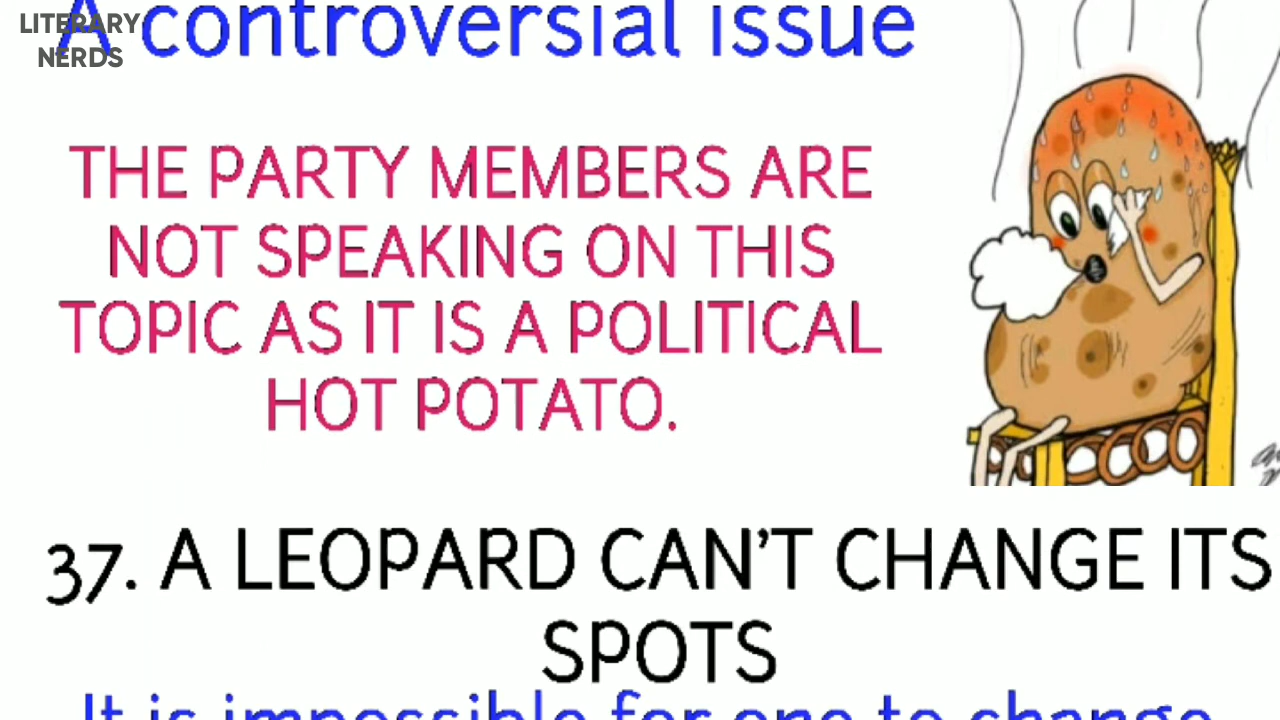 LITERARY
NERDS
A controversial issue
THE PARTY MEMBERS ARE
NOT SPEAKING ON THIS
TOPIC AS IT IS A POLITICAL
HOT POTATO.
37. A LEOPARD CAN'T CHANGE ITS
SPOTS
It is impossible for one to change